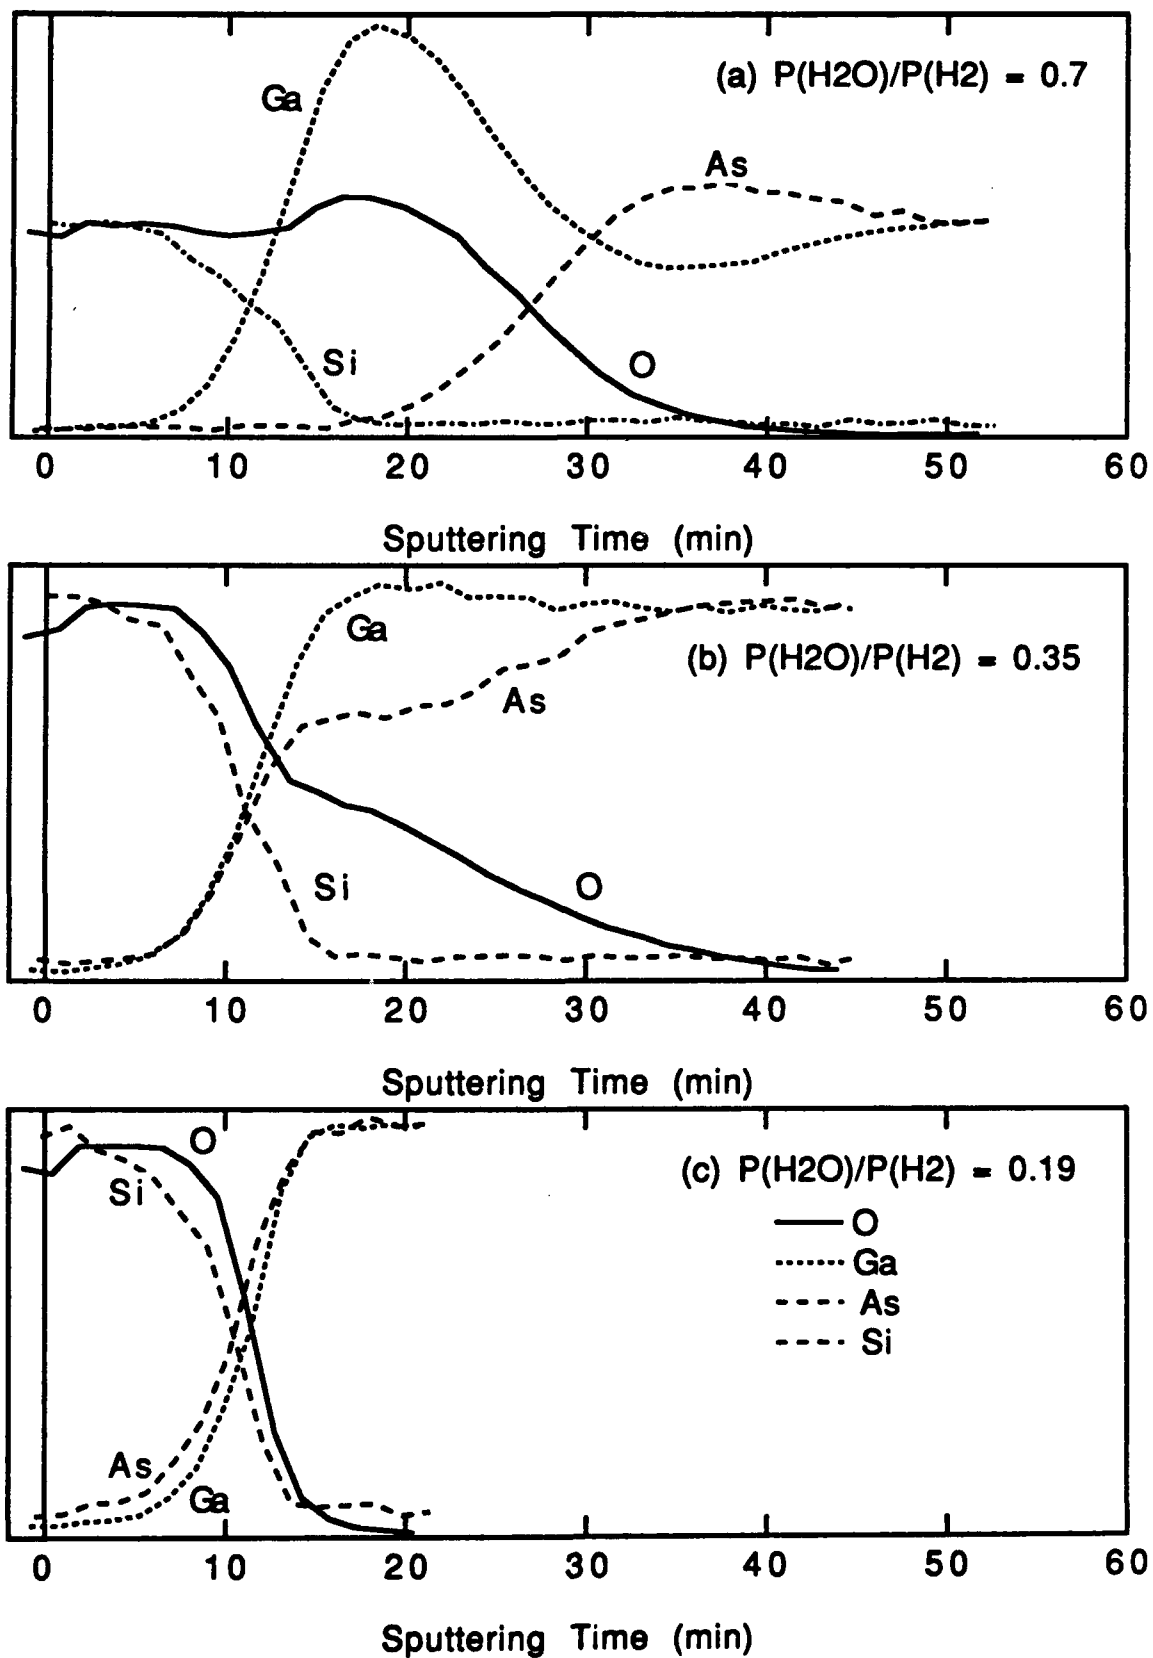 (a) P(H2O)/P(H2) = 0.7
Ga
As
Si
O
0 10 20 30 40 50 60
Sputtering Time (min)
Ga
(b) P(H2O)/P(H2) = 0.35
As
Si
O
0 10 20 30 40 50 60
Sputtering Time (min)
O
(c) P(H2O)/P(H2) = 0.19
Si
O
Ga
As
Si
As
Ga
0 10 20 30 40 50 60
Sputtering Time (min)